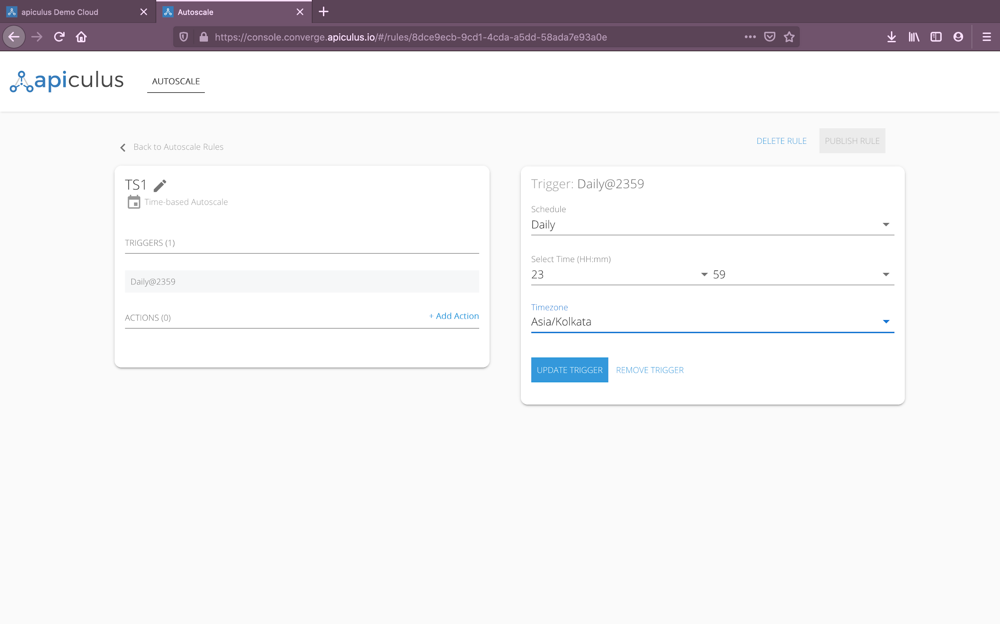 apiculus Demo Cloud
Autoscale
https://console.converge.apiculus.io/#/rules/8dce9ecb-9cd1-4cda-a5dd-58ada7e93a0e
apiculus
AUTOSCALE
Back to Autoscale Rules
DELETE RULE
PUBLISH RULE
TS1
Time-based Autoscale
TRIGGERS (1)
Daily@2359
ACTIONS (0)
+ Add Action
Trigger: Daily@2359
Schedule
Daily
Select Time (HH:mm)
23
59
Timezone
Asia/Kolkata
UPDATE TRIGGER
REMOVE TRIGGER